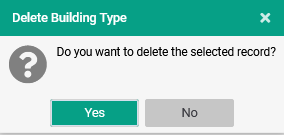 Delete Building Type
Do you want to delete the selected record?
Yes
No